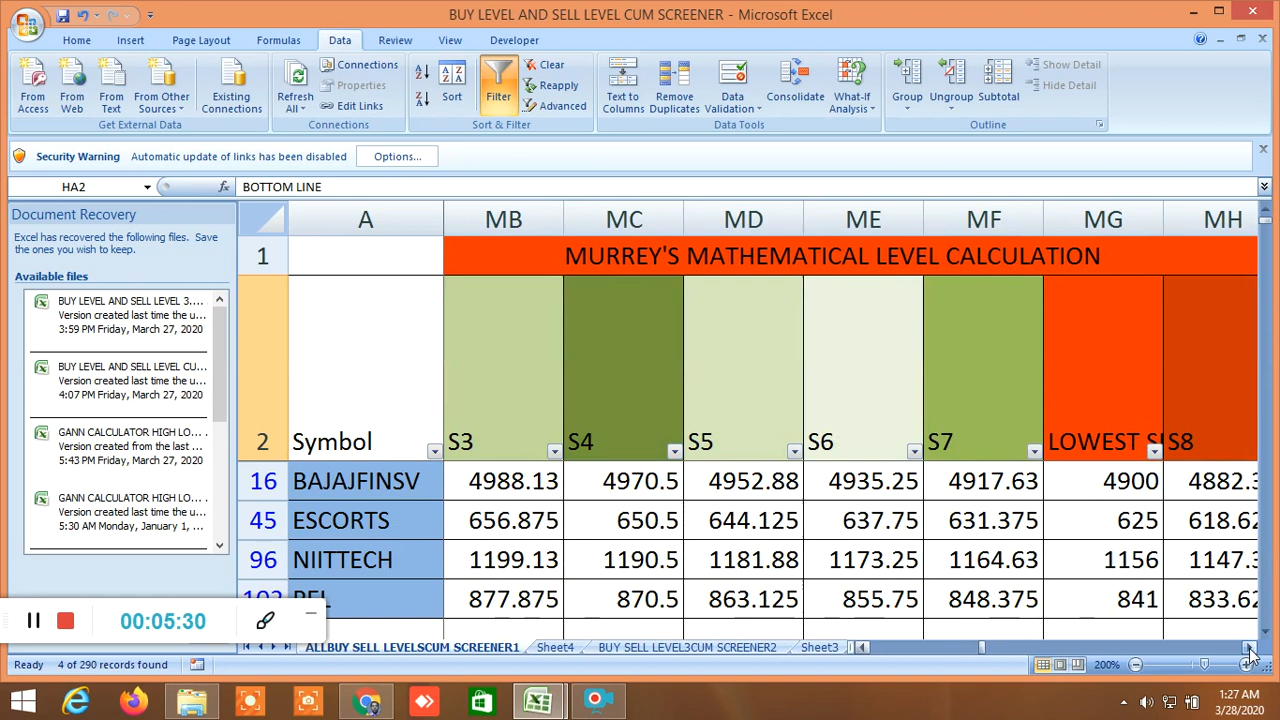 BUY LEVEL AND SELL LEVEL CUM SCREENER - Microsoft Excel
Home Insert Page Layout Formulas Data Review View Developer
From Access
From Web
From Text
From Other Sources
Existing Connections
Get External Data
Refresh All
Connections
Properties
Edit Links
Connections
Sort
Filter
Clear
Reapply
Advanced
Sort & Filter
Text to Columns
Remove Duplicates
Data Validation
Consolidate
What-If Analysis
Data Tools
Group
Ungroup
Subtotal
Show Detail
Hide Detail
Outline
Security Warning Automatic update of links has been disabled Options...
HA2 fx BOTTOM LINE
Document Recovery
Excel has recovered the following files. Save the ones you wish to keep.
Available files
BUY LEVEL AND SELL LEVEL 3....
Version created last time the u...
3:59 PM Friday, March 27, 2020
BUY LEVEL AND SELL LEVEL CU...
Version created last time the u...
4:07 PM Friday, March 27, 2020
GANN CALCULATOR HIGH LO...
Version created from the last ...
5:43 PM Friday, March 27, 2020
GANN CALCULATOR HIGH LO...
Version created last time the u...
5:30 AM Monday, January 1, ...
A MB MC MD ME MF MG MH
1 MURREY'S MATHEMATICAL LEVEL CALCULATION
2 Symbol S3 S4 S5 S6 S7 LOWEST S8
16 BAJAJFINSV 4988.13 4970.5 4952.88 4935.25 4917.63 4900 4882.3
45 ESCORTS 656.875 650.5 644.125 637.75 631.375 625 618.62
96 NIITTECH 1199.13 1190.5 1181.88 1173.25 1164.63 1156 1147.3
PEL 877.875 870.5 863.125 855.75 848.375 841 833.62
00:05:30
ALLBUY SELL LEVELSCUM SCREENER1 Sheet4 BUY SELL LEVEL3CUM SCREENER2 Sheet3
Ready 4 of 290 records found 200%
1:27 AM
3/28/2020